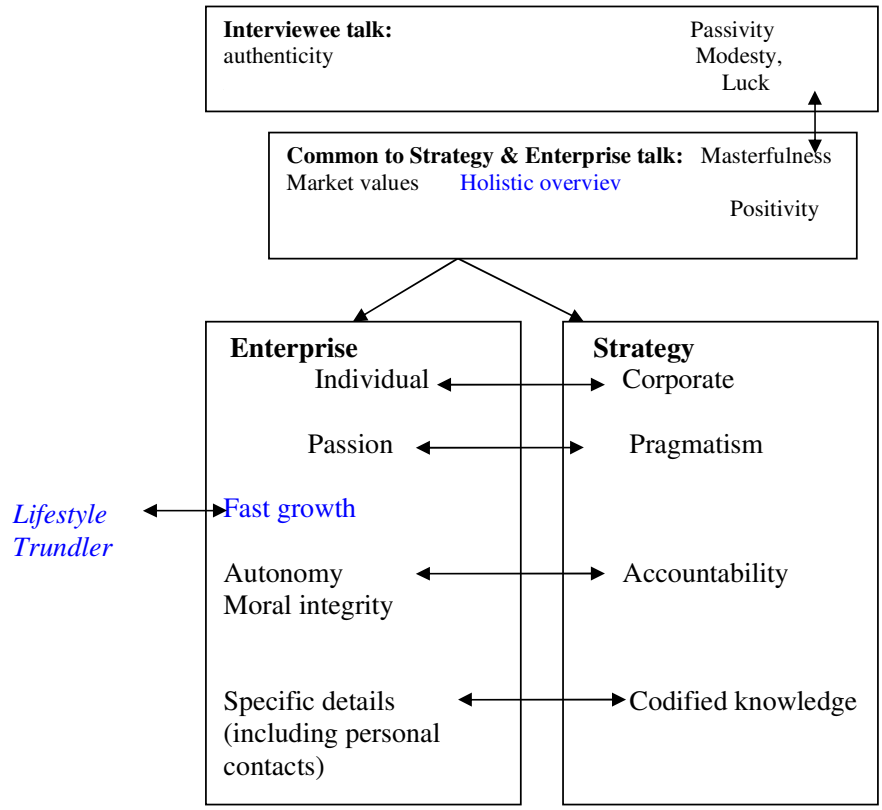 Interviewee talk: Passivity
authenticity Modesty,
Luck
Common to Strategy & Enterprise talk: Masterfulness
Market values Holistic overviev
Positivity
Enterprise Strategy
Individual Corporate
Passion Pragmatism
Lifestyle Fast growth
Trundler
Autonomy Accountability
Moral integrity
Specific details Codified knowledge
(including personal
contacts)